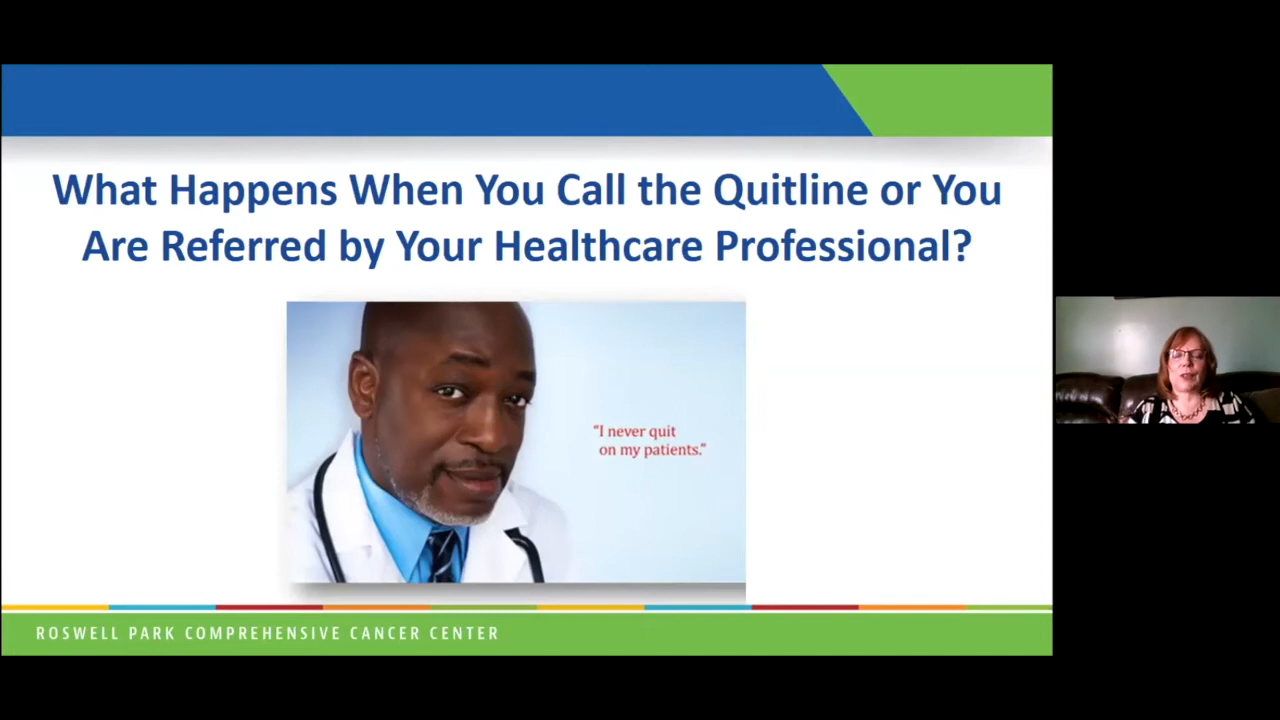 What Happens When You Call the Quitline or You
Are Referred by Your Healthcare Professional?
“I never quit
on my patients.”
ROSWELL PARK COMPREHENSIVE CANCER CENTER